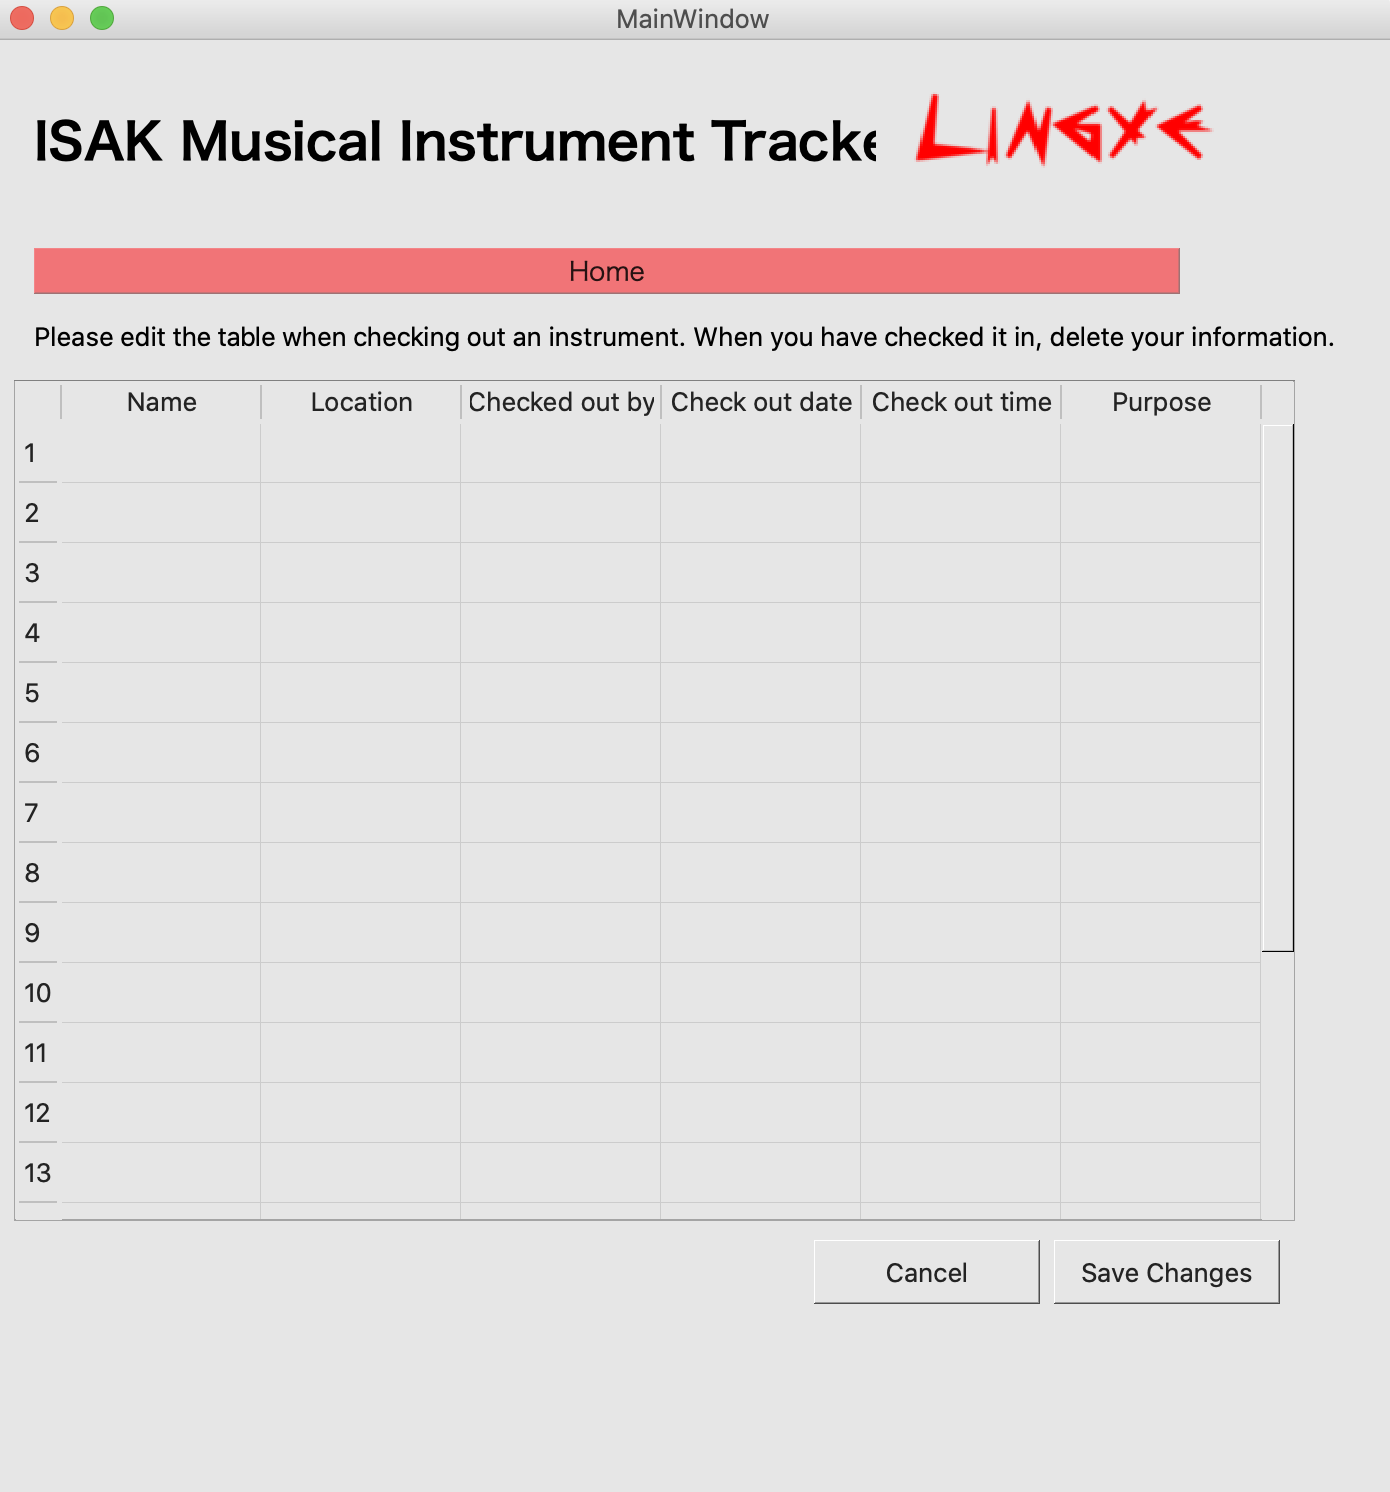 MainWindow
ISAK Musical Instrument Tracke
LINGXE
Home
Please edit the table when checking out an instrument. When you have checked it in, delete your information.
Name Location Checked out by Check out date Check out time Purpose
1
2
3
4
5
6
7
8
9
10
11
12
13
Cancel Save Changes